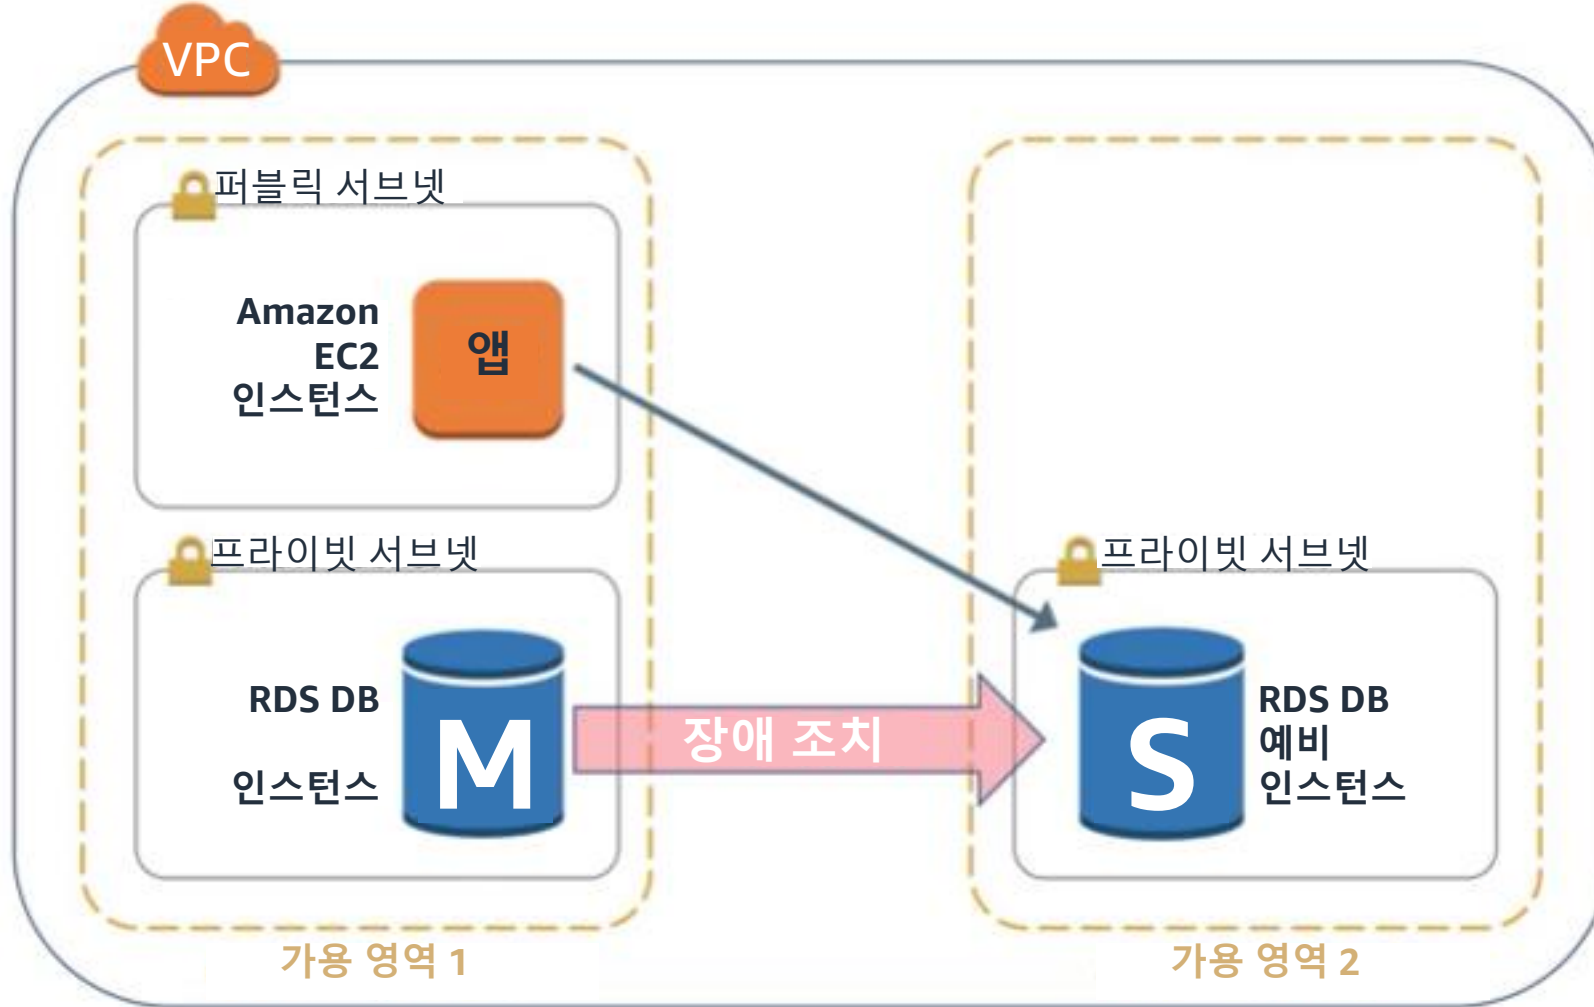 VPC
퍼블릭 서브넷
Amazon
EC2
인스턴스
앱
프라이빗 서브넷
RDS DB
인스턴스
M
장애 조치
프라이빗 서브넷
S
RDS DB
예비
인스턴스
가용 영역 1
가용 영역 2